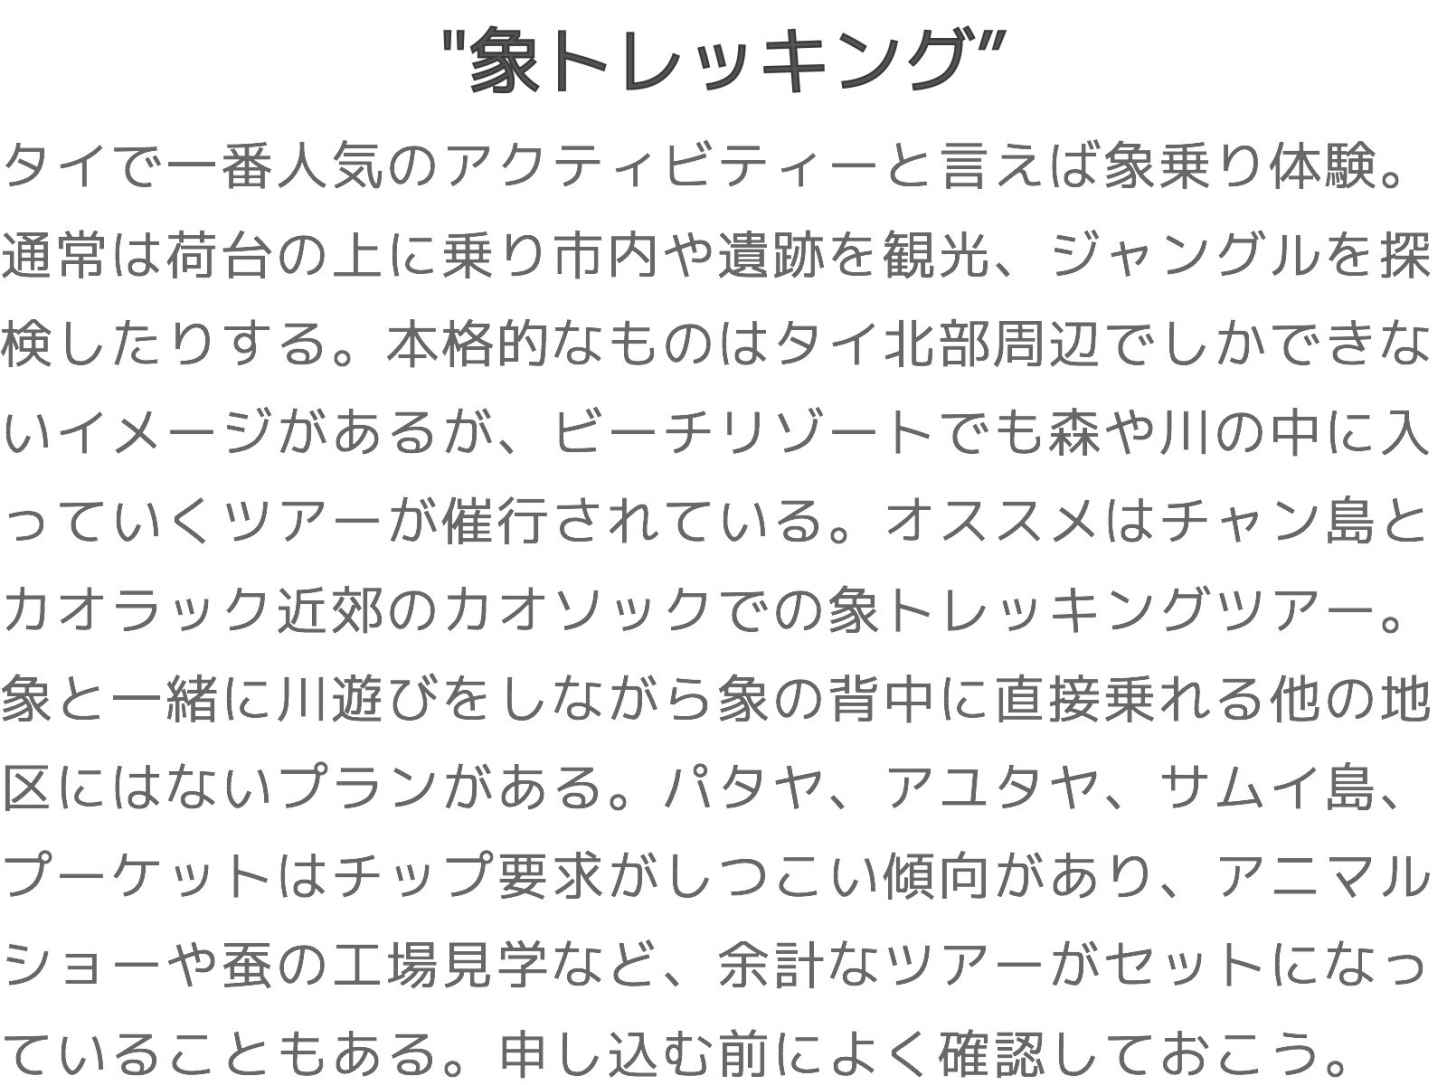 "象トレッキング”
タイで一番人気のアクティビティーと言えば象乗り体験。
通常は荷台の上に乗り市内や遺跡を観光、ジャングルを探
検したりする。本格的なものはタイ北部周辺でしかできな
いイメージがあるが、ビーチリゾートでも森や川の中に入
っていくツアーが催行されている。オススメはチャン島と
カオラック近郊のカオソックでの象トレッキングツアー。
象と一緒に川遊びをしながら象の背中に直接乗れる他の地
区にはないプランがある。パタヤ、アユタヤ、サムイ島、
プーケットはチップ要求がしつこい傾向があり、アニマル
ショーや蚕の工場見学など、余計なツアーがセットになっ
ていることもある。申し込む前によく確認しておこう。